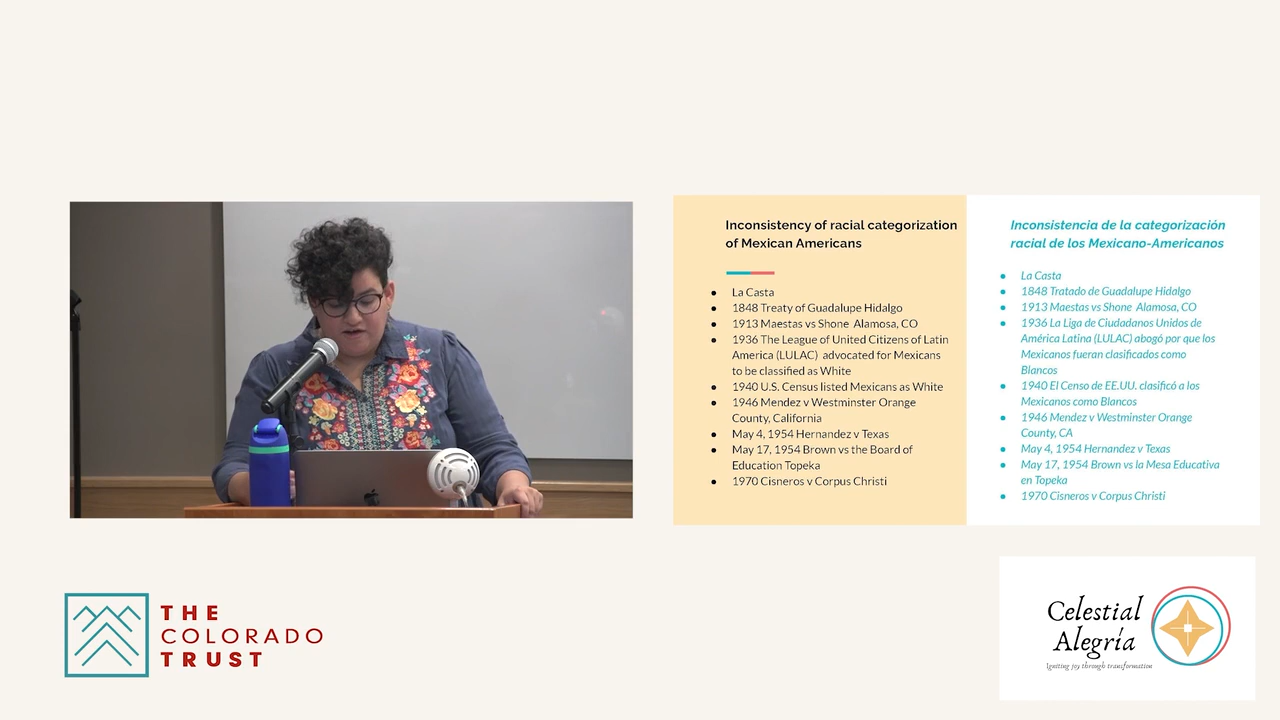 Inconsistency of racial categorization
of Mexican Americans
La Casta
1848 Treaty of Guadalupe Hidalgo
1913 Maestas vs Shone Alamosa, CO
1936 The League of United Citizens of Latin
America (LULAC) advocated for Mexicans
to be classified as White
1940 U.S. Census listed Mexicans as White
1946 Mendez v Westminster Orange
County, California
May 4, 1954 Hernandez v Texas
May 17, 1954 Brown vs the Board of
Education Topeka
1970 Cisneros v Corpus Christi
Inconsistencia de la categorización
racial de los Mexicano-Americanos
La Casta
1848 Tratado de Guadalupe Hidalgo
1913 Maestas vs Shone Alamosa, CO
1936 La Liga de Ciudadanos Unidos de
América Latina (LULAC) abogó por que los
Mexicanos fueran clasificados como
Blancos
1940 El Censo de EE.UU. clasificó a los
Mexicanos como Blancos
1946 Mendez v Westminster Orange
County, CA
May 4, 1954 Hernandez v Texas
May 17, 1954 Brown vs la Mesa Educativa
en Topeka
1970 Cisneros v Corpus Christi
THE
COLORADO
TRUST
Celestial
Alegría
Igniting joy through transformation